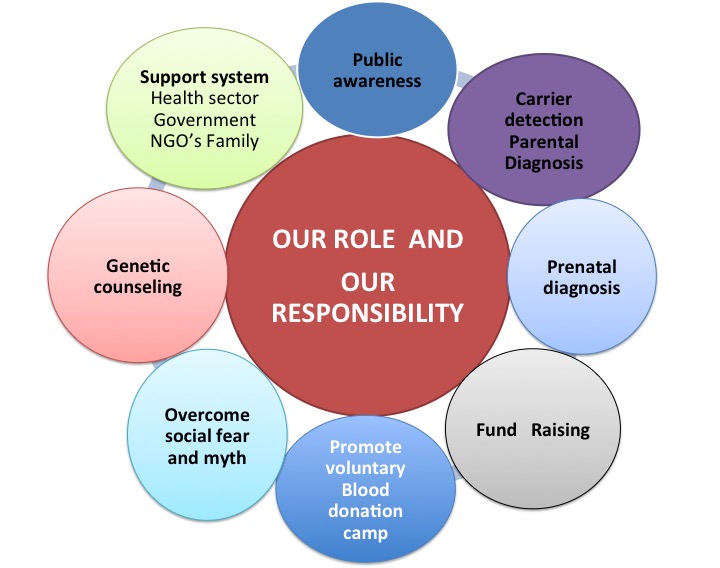 Public
awareness
Carrier
detection
Parental
Diagnosis
Prenatal
diagnosis
Fund   Raising
Promote
voluntary
Blood
donation
camp
Overcome
social fear
and myth
Genetic
counseling
Support system
Health sector
Government
NGO’s Family
OUR ROLE  AND
OUR
RESPONSIBILITY